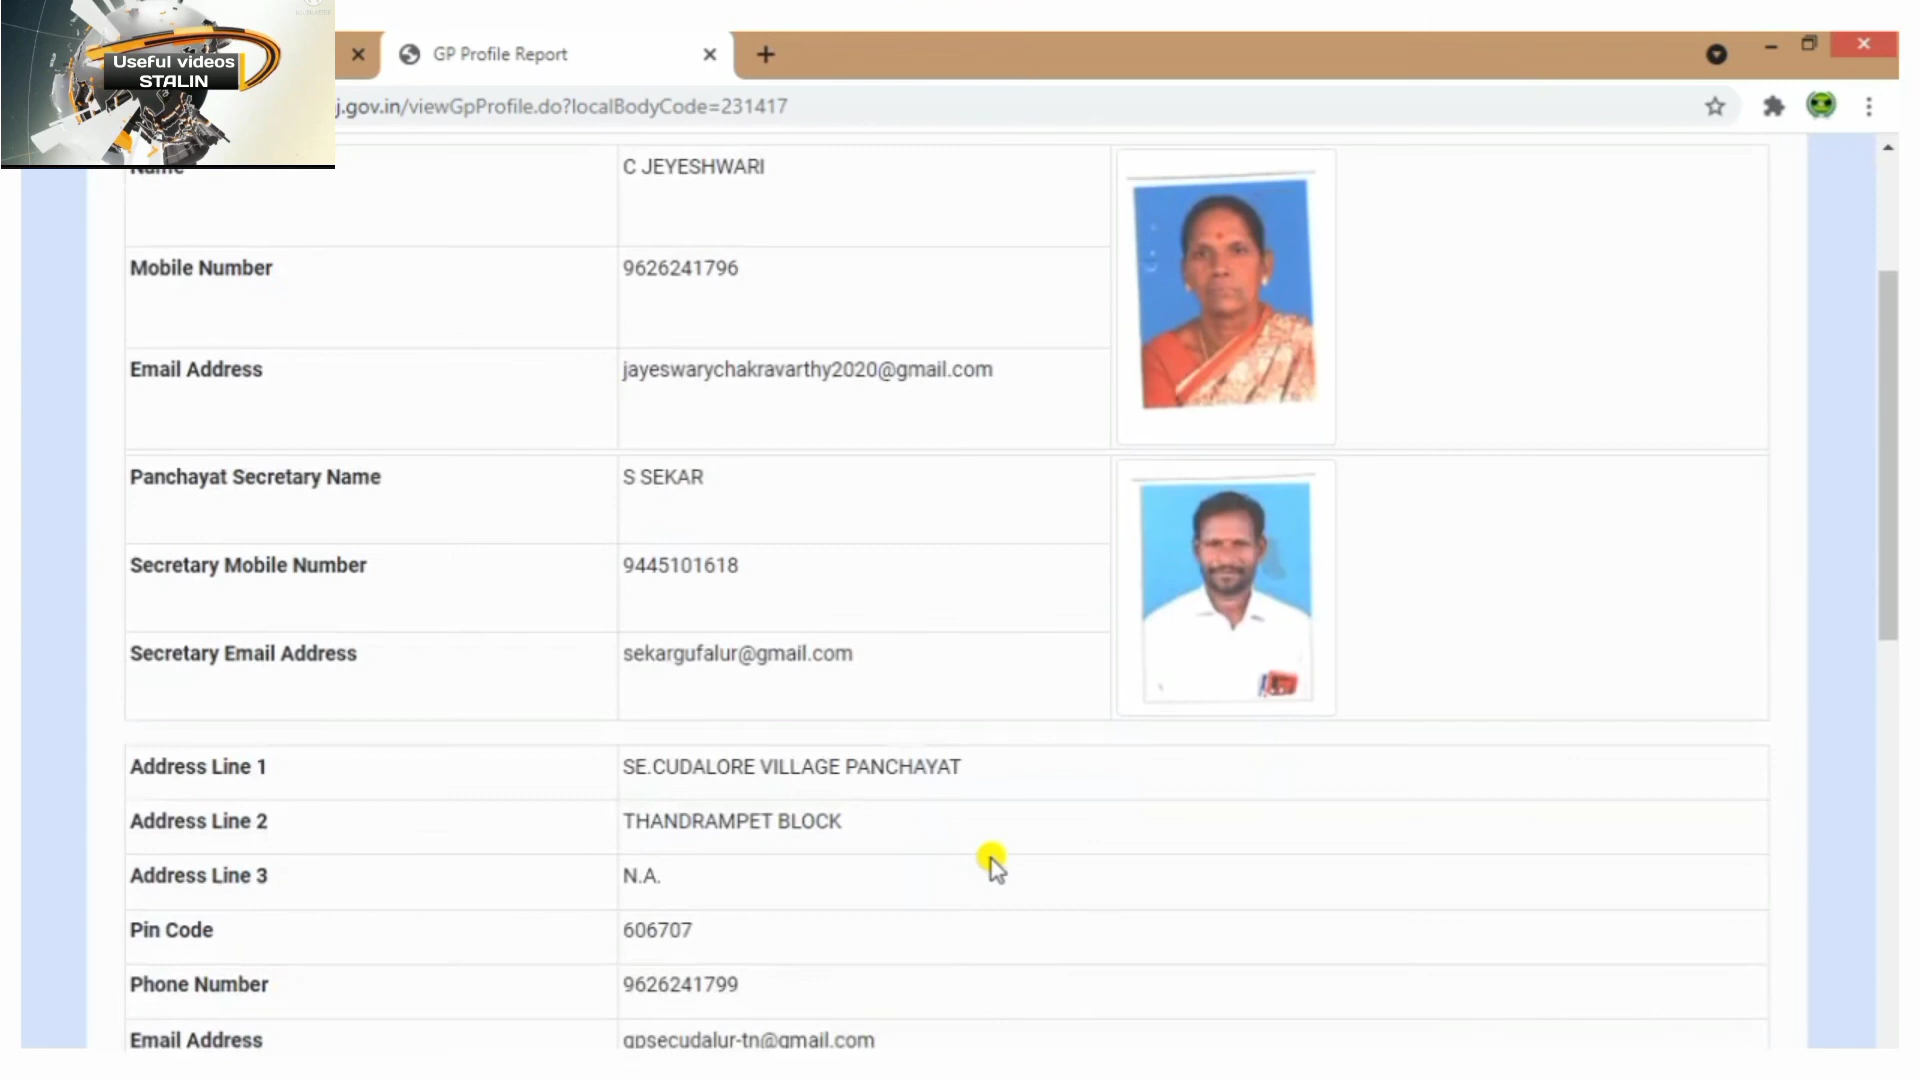 Useful videos
STALIN
GP Profile Report
j.gov.in/viewGpProfile.do?localBodyCode=231417
Name C JEYESHWARI
Mobile Number 9626241796
Email Address jayeswarychakravarthy2020@gmail.com
Panchayat Secretary Name S SEKAR
Secretary Mobile Number 9445101618
Secretary Email Address sekargufalur@gmail.com
Address Line 1 SE.CUDALORE VILLAGE PANCHAYAT
Address Line 2 THANDRAMPET BLOCK
Address Line 3 N.A.
Pin Code 606707
Phone Number 9626241799
Email Address gpsecudalur-tn@gmail.com